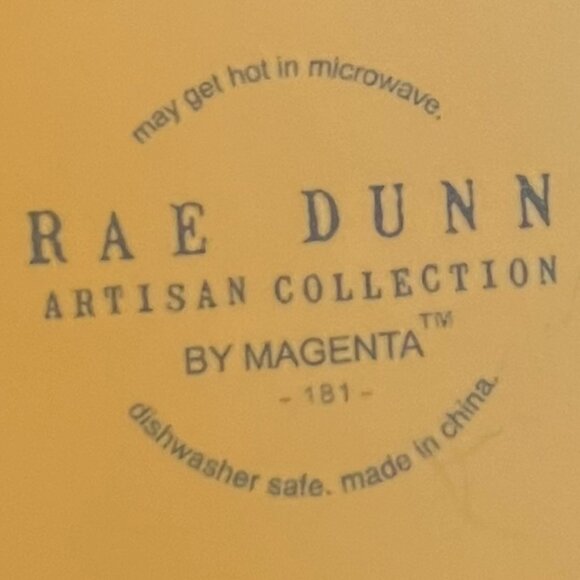 may get hot in microwave.
RAE DUNN
ARTISAN COLLECTION
BY MAGENTA™
- 181 -
dishwasher safe. made in china.